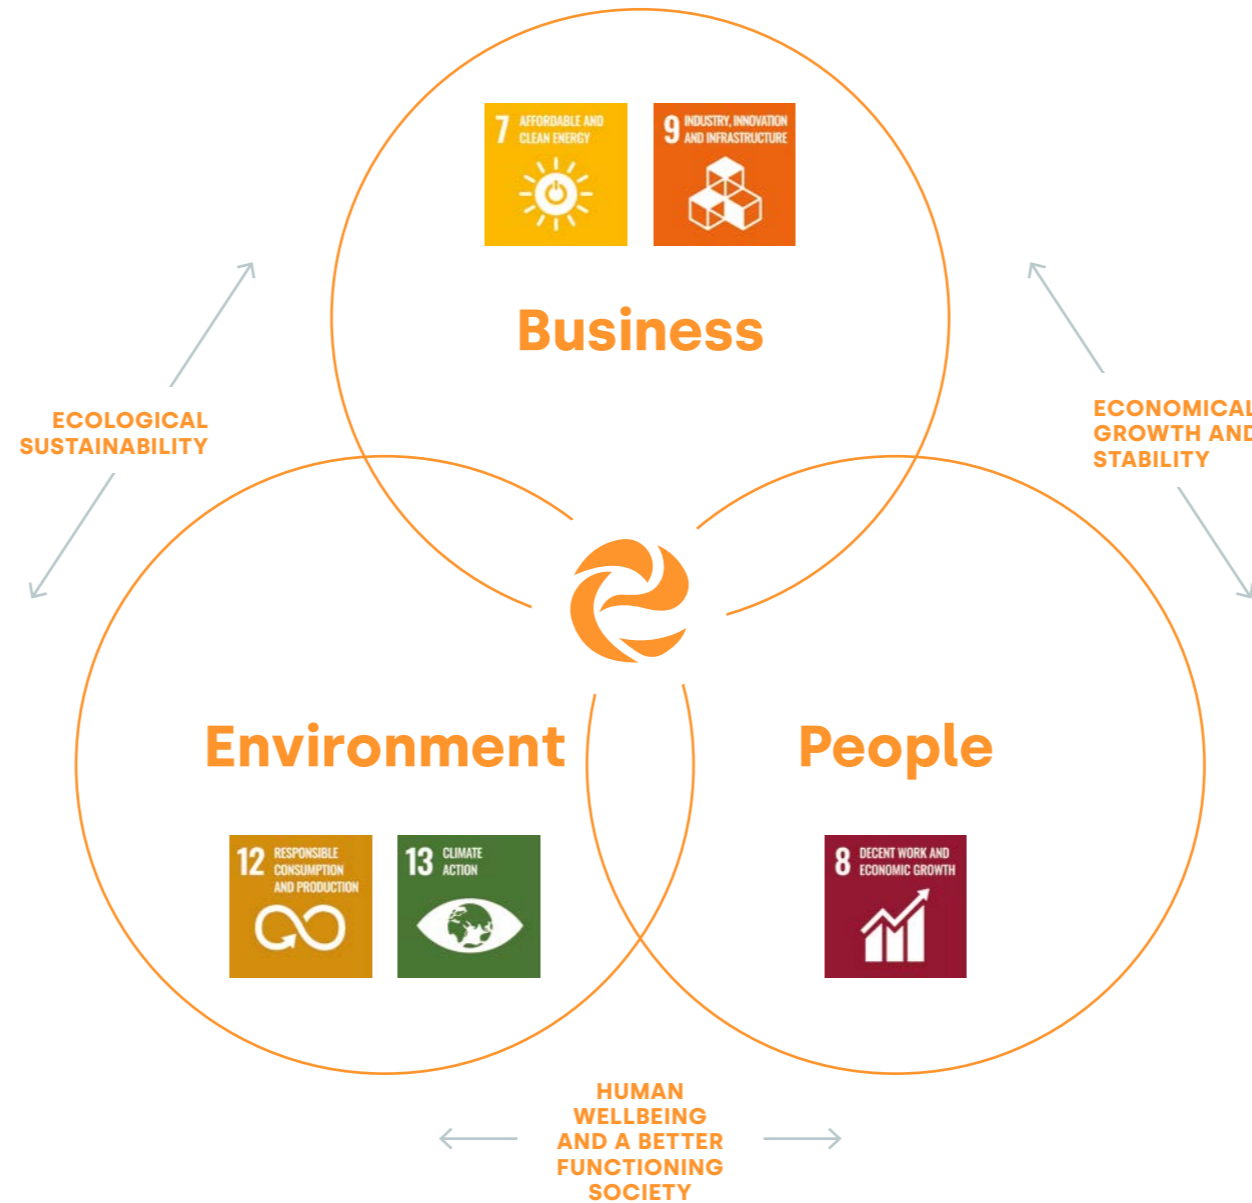 7 AFFORDABLE AND
CLEAN ENERGY
9 INDUSTRY, INNOVATION
AND INFRASTRUCTURE
Business
ECOLOGICAL
SUSTAINABILITY
ECONOMICAL
GROWTH AND
STABILITY
Environment
People
12 RESPONSIBLE
CONSUMPTION
AND PRODUCTION
13 CLIMATE
ACTION
8 DECENT WORK AND
ECONOMIC GROWTH
HUMAN
WELLBEING
AND A BETTER
FUNCTIONING
SOCIETY